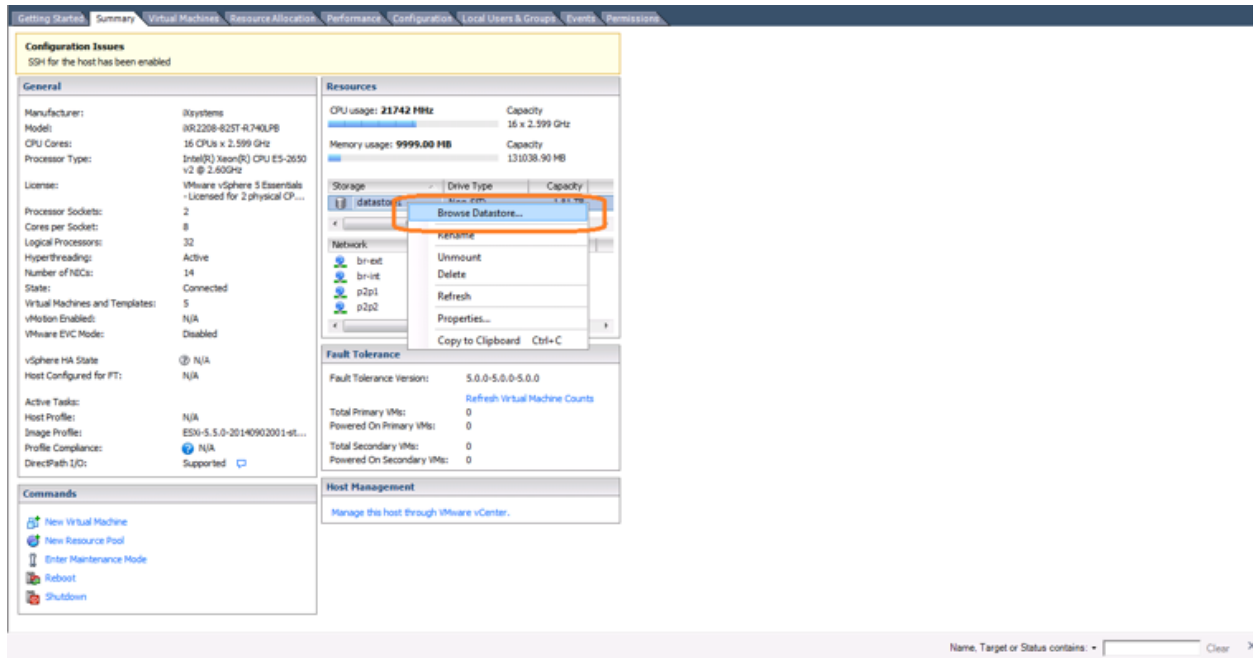 Getting Started Summary Virtual Machines Resource Allocation Performance Configuration Local Users & Groups Events Permissions
Configuration Issues
SSH for the host has been enabled
General
Manufacturer: iXsystems
Model: iXR2208-825T-R740LPB
CPU Cores: 16 CPUs x 2.599 GHz
Processor Type: Intel(R) Xeon(R) CPU E5-2650
v2 @ 2.60GHz
License: VMware vSphere 5 Essentials
- Licensed for 2 physical CP....
Processor Sockets: 2
Cores per Socket: 8
Logical Processors: 32
Hyperthreading: Active
Number of NICs: 14
State: Connected
Virtual Machines and Templates: 5
vMotion Enabled: N/A
VMware EVC Mode: Disabled
vSphere HA State N/A
Host Configured for FT: N/A
Active Tasks:
Host Profile: N/A
Image Profile: ESXi-5.5.0-20140902001-st...
Profile Compliance: N/A
DirectPath I/O: Supported
Commands
New Virtual Machine
New Resource Pool
Enter Maintenance Mode
Reboot
Shutdown
Resources
CPU usage: 21742 MHz Capacity
16 x 2.599 GHz
Memory usage: 9999.00 MB Capacity
131038.90 MB
Storage Drive Type Capacity
datastore1 Non-SSD 1.81 TB
Browse Datastore...
Rename
Unmount
Delete
Refresh
Properties...
Copy to Clipboard Ctrl+C
Network
br-ext
br-int
p2p1
p2p2
Fault Tolerance
Fault Tolerance Version: 5.0.0-5.0.0-5.0.0
Refresh Virtual Machine Counts
Total Primary VMs: 0
Powered On Primary VMs: 0
Total Secondary VMs: 0
Powered On Secondary VMs: 0
Host Management
Manage this host through VMware vCenter.
Name, Target or Status contains: Clear